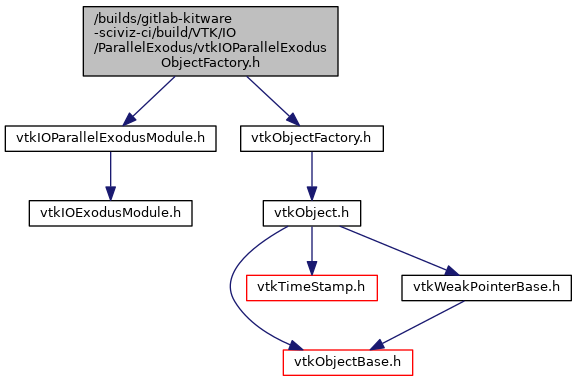 /builds/gitlab-kitware
-sciviz-ci/build/VTK/IO
/ParallelExodus/vtkIOParallelExodus
ObjectFactory.h
vtkIOParallelExodusModule.h
vtkObjectFactory.h
vtkIOExodusModule.h
vtkObject.h
vtkTimeStamp.h
vtkWeakPointerBase.h
vtkObjectBase.h